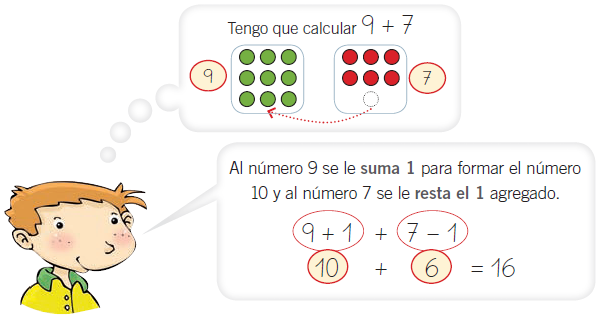 Tengo que calcular 9 + 7
9
7
Al número 9 se le suma 1 para formar el número
10 y al número 7 se le resta el 1 agregado.
9 + 1 + 7 – 1
10 + 6 = 16